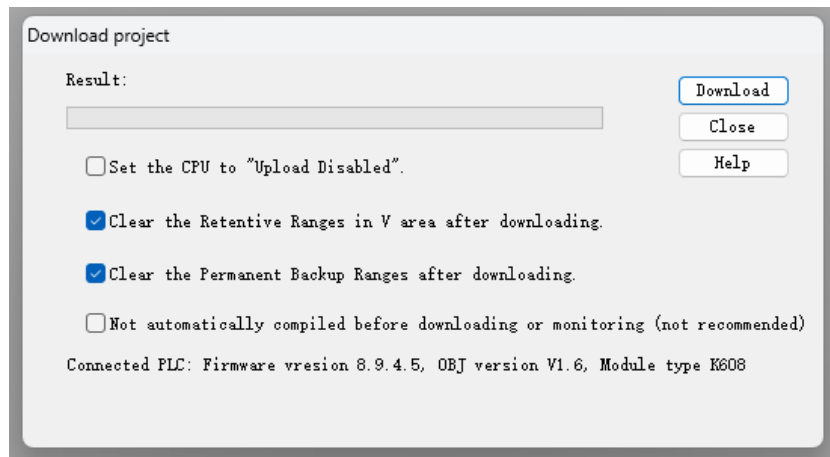 Download project
Result:
Download
Close
Set the CPU to "Upload Disabled".
Help
Clear the Retentive Ranges in V area after downloading.
Clear the Permanent Backup Ranges after downloading.
Not automatically compiled before downloading or monitoring (not recommended)
Connected PLC: Firmware vresion 8.9.4.5, OBJ version V1.6, Module type K608